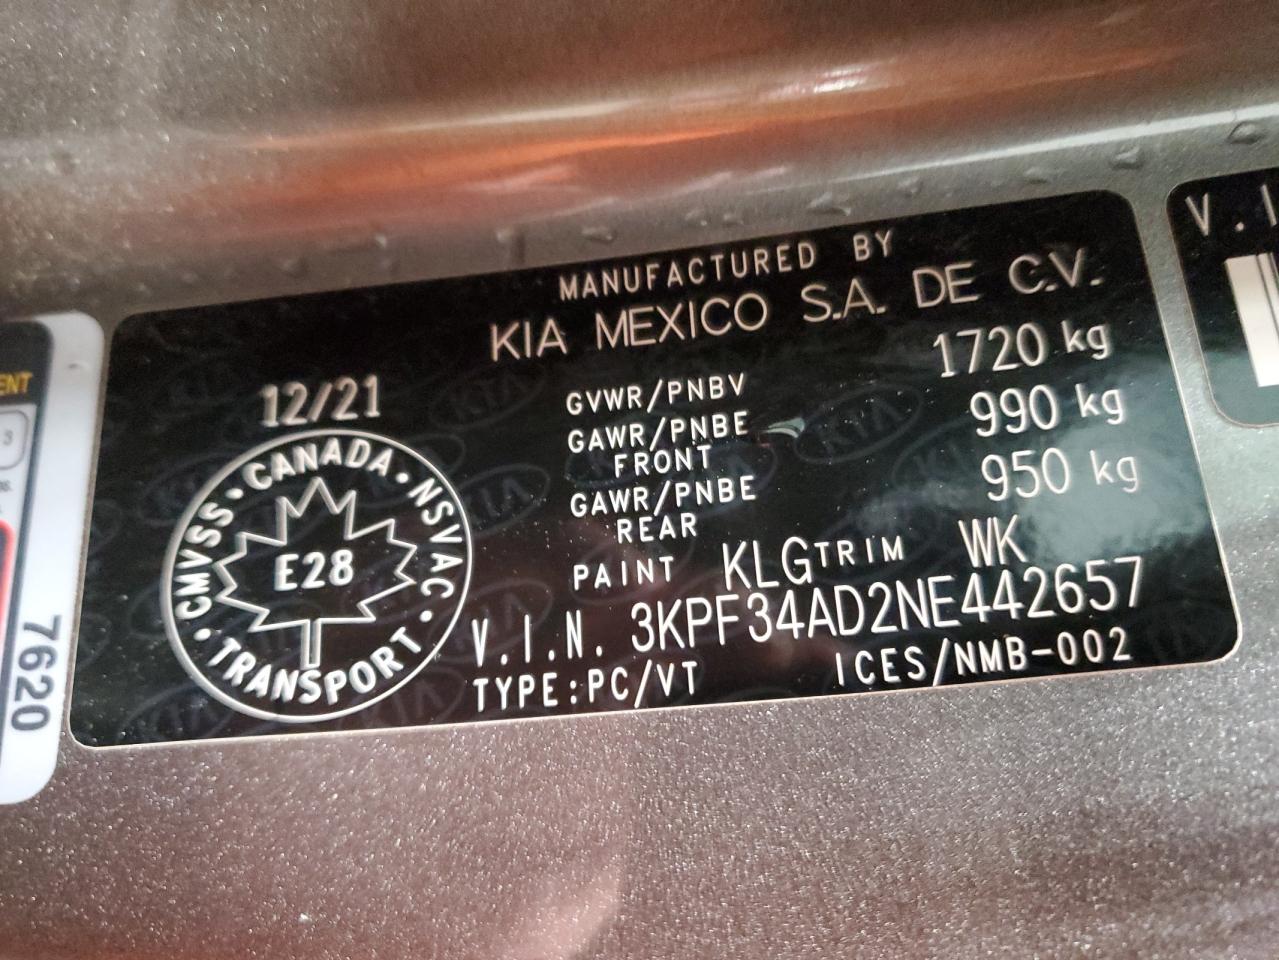 MANUFACTURED BY
KIA MEXICO S.A. DE C.V.
12/21
GVWR/PNBV 1720 kg
GAWR/PNBE FRONT 990 kg
GAWR/PNBE REAR 950 kg
PAINT KLG TRIM WK
V.I.N. 3KPF34AD2NE442657
TYPE:PC/VT ICES/NMB-002
CMVSS • CANADA • NSVAC • TRANSPORT •
E28
7620
3
V.I